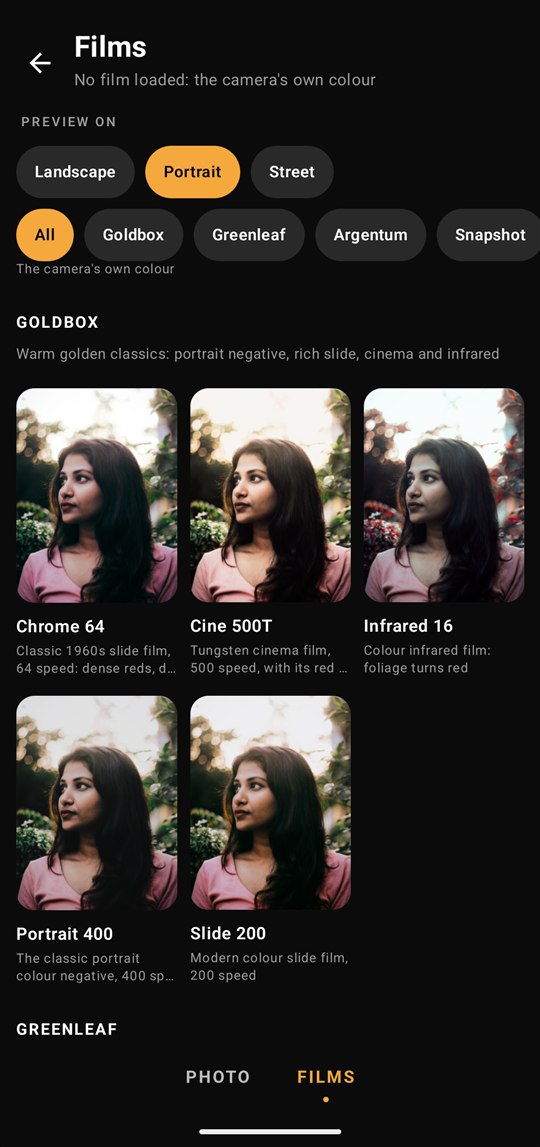 Films
No film loaded: the camera's own colour
PREVIEW ON
Landscape
Portrait
Street
All
Goldbox
Greenleaf
Argentum
Snapshot
The camera's own colour
GOLDBOX
Warm golden classics: portrait negative, rich slide, cinema and infrared
Chrome 64
Classic 1960s slide film,
64 speed: dense reds, d…
Cine 500T
Tungsten cinema film,
500 speed, with its red …
Infrared 16
Colour infrared film:
foliage turns red
Portrait 400
The classic portrait
colour negative, 400 sp…
Slide 200
Modern colour slide film,
200 speed
GREENLEAF
PHOTO
FILMS